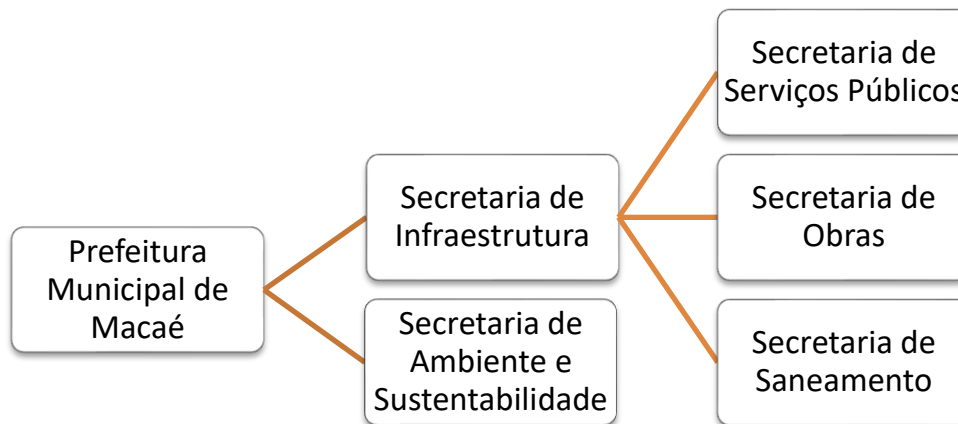 Prefeitura
Municipal de
Macaé
Secretaria de
Infraestrutura
Secretaria de
Ambiente e
Sustentabilidade
Secretaria de
Serviços Públicos
Secretaria de
Obras
Secretaria de
Saneamento